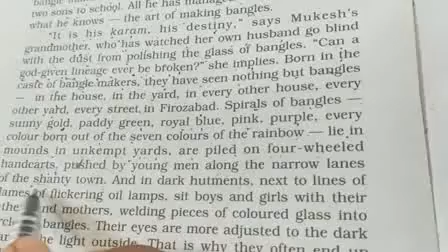 two sons to school. All he has
what he knows — the art of making bangles.
"It is his karam, his destiny," says Mukesh's
grandmother, who has watched her own husband go blind
with the dust from polishing the glass of bangles. "Can a
god-given lineage ever be broken?" she implies. Born in the
caste of bangle makers, they have seen nothing but bangles
— in the house, in the yard, in every other house, every
other yard, every street in Firozabad. Spirals of bangles —
sunny gold, paddy green, royal blue, pink, purple, every
colour born out of the seven colours of the rainbow — lie in
mounds in unkempt yards, are piled on four-wheeled
handcarts, pushed by young men along the narrow lanes
of the shanty town. And in dark hutments, next to lines of
of flickering oil lamps, sit boys and girls with their
and mothers, welding pieces of coloured glass into
bangles. Their eyes are more adjusted to the dark
the light outside. That is why they often end up